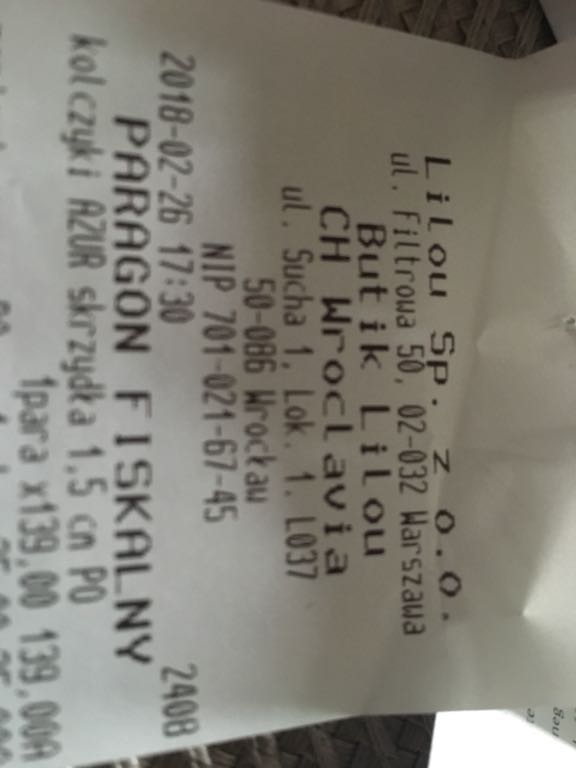 LiLou Sp. z o.o.
ul. Filtrowa 50, 02-032 Warszawa
Butik LiLou
CH Wroclavia
ul. Sucha 1, Lok. 1. L037
50-086 Wrocław
NIP 701-021-67-45
2018-02-26 17:30 2408
PARAGON FISKALNY
kolczyki AZUR skrzydła 1,5 cm PO
1para x139,00 139,00A